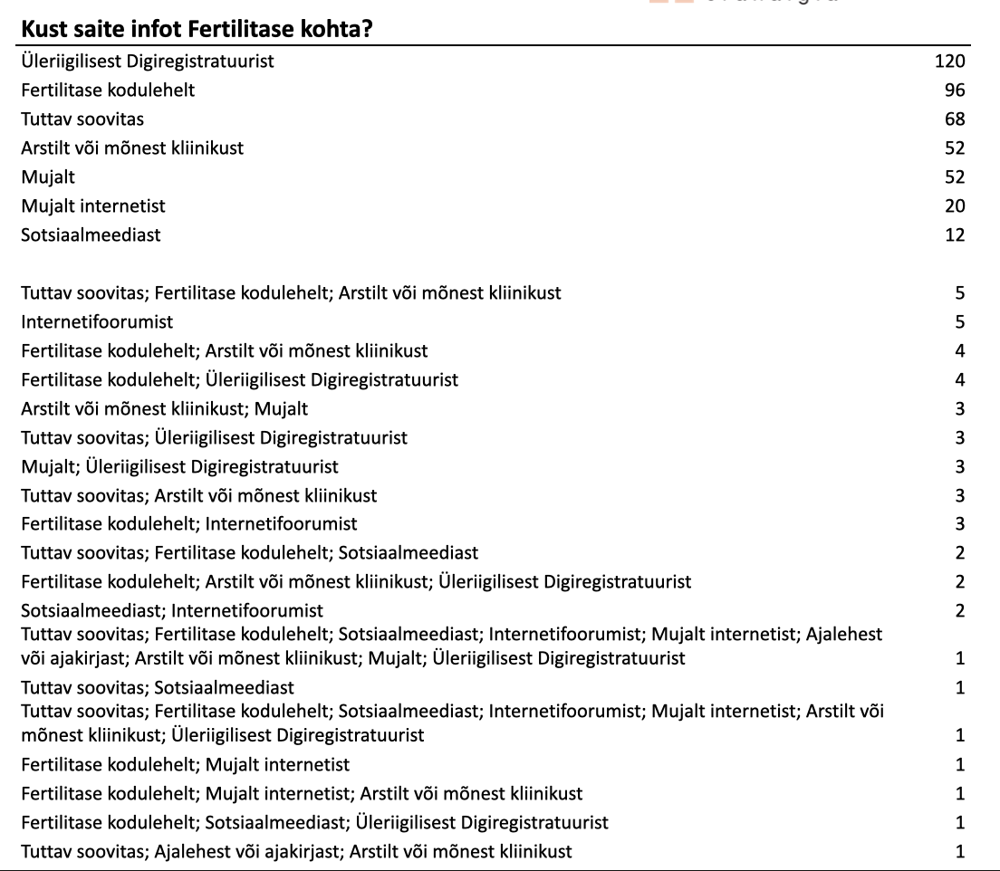 Kust saite infot Fertilitase kohta?
Üleriigilisest Digiregistratuurist 120
Fertilitase kodulehelt 96
Tuttav soovitas 68
Arstilt või mõnest kliinikust 52
Mujalt 52
Mujalt internetist 20
Sotsiaalmeediast 12
Tuttav soovitas; Fertilitase kodulehelt; Arstilt või mõnest kliinikust 5
Internetifoorumist 5
Fertilitase kodulehelt; Arstilt või mõnest kliinikust 4
Fertilitase kodulehelt; Üleriigilisest Digiregistratuurist 4
Arstilt või mõnest kliinikust; Mujalt 3
Tuttav soovitas; Üleriigilisest Digiregistratuurist 3
Mujalt; Üleriigilisest Digiregistratuurist 3
Tuttav soovitas; Arstilt või mõnest kliinikust 3
Fertilitase kodulehelt; Internetifoorumist 3
Tuttav soovitas; Fertilitase kodulehelt; Sotsiaalmeediast 2
Fertilitase kodulehelt; Arstilt või mõnest kliinikust; Üleriigilisest Digiregistratuurist 2
Sotsiaalmeediast; Internetifoorumist 2
Tuttav soovitas; Fertilitase kodulehelt; Sotsiaalmeediast; Internetifoorumist; Mujalt internetist; Ajalehest
või ajakirjast; Arstilt või mõnest kliinikust; Mujalt; Üleriigilisest Digiregistratuurist 1
Tuttav soovitas; Sotsiaalmeediast 1
Tuttav soovitas; Fertilitase kodulehelt; Sotsiaalmeediast; Internetifoorumist; Mujalt internetist; Arstilt või
mõnest kliinikust; Üleriigilisest Digiregistratuurist 1
Fertilitase kodulehelt; Mujalt internetist 1
Fertilitase kodulehelt; Mujalt internetist; Arstilt või mõnest kliinikust 1
Fertilitase kodulehelt; Sotsiaalmeediast; Üleriigilisest Digiregistratuurist 1
Tuttav soovitas; Ajalehest või ajakirjast; Arstilt või mõnest kliinikust 1